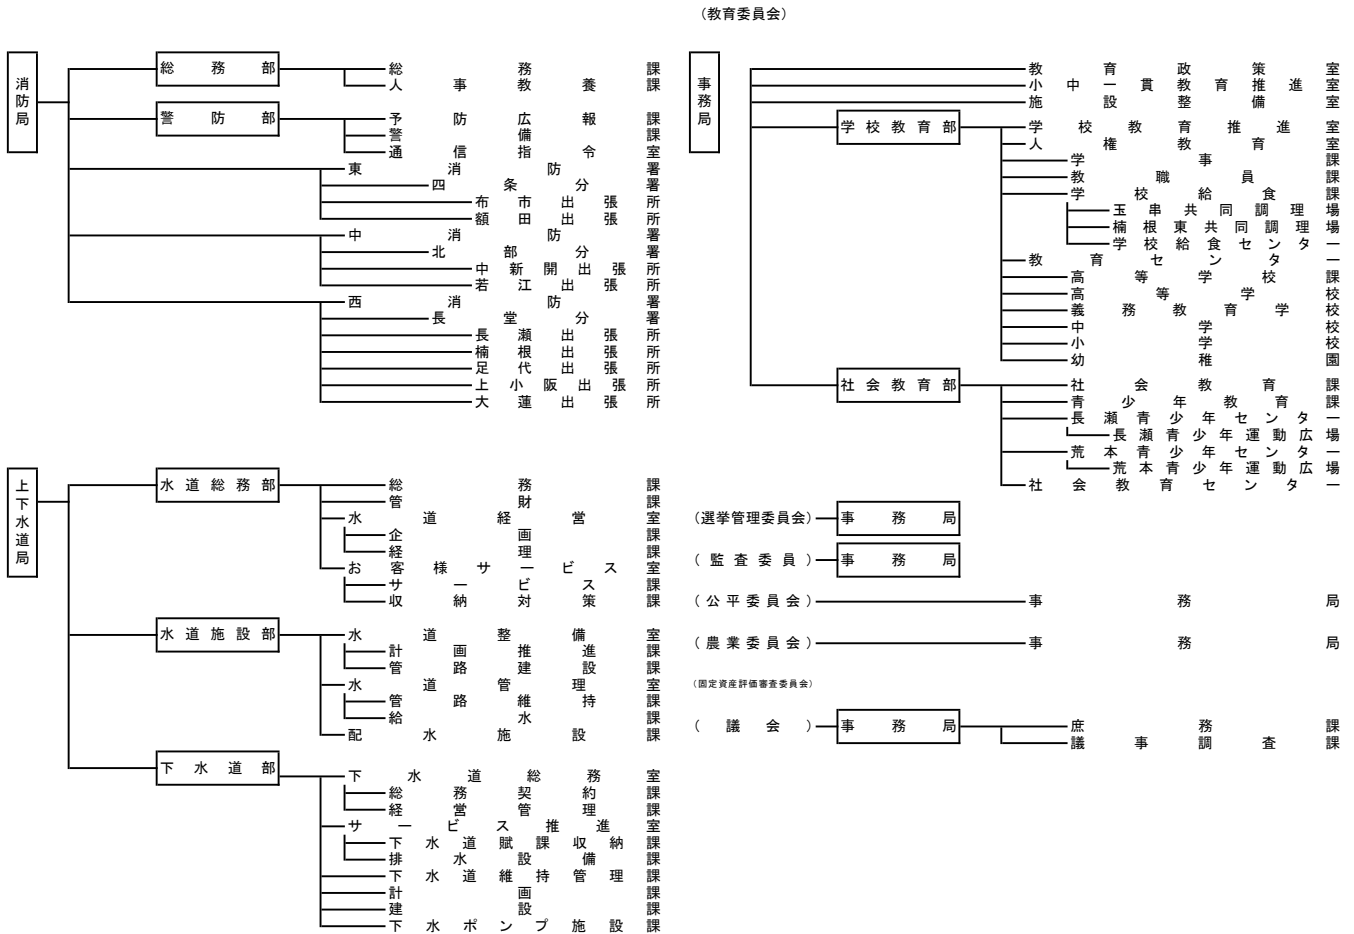 消防局
総務部
総務課
人事教養課
警防部
予防広報課
警備課
通信指令室
東消防署
四条分署
布市出張所
額田出張所
中消防署
北部分署
中新開出張所
若江出張所
西消防署
長堂分署
長瀬出張所
楠根出張所
足代出張所
上小阪出張所
大蓮出張所
上下水道局
水道総務部
総務課
管財課
水道経営室
企画課
経理課
お客様サービス室
サービス課
収納対策課
水道施設部
水道整備室
計画推進課
管路建設課
水道管理室
管路維持課
給水課
配水施設課
下水道部
下水道総務室
総務契約課
経営管理課
サービス推進室
下水道賦課収納課
排水設備課
下水道維持管理課
計画課
建設課
下水ポンプ施設課
（教育委員会）
事務局
教育政策室
小中一貫教育推進室
施設整備室
学校教育部
学校教育推進室
人権教育室
学事課
教職員課
学校給食課
玉串共同調理場
楠根東共同調理場
学校給食センター
教育センター
高等学校課
高等学校
義務教育学校
中学校
小学校
幼稚園
社会教育部
社会教育課
青少年教育課
長瀬青少年センター
長瀬青少年運動広場
荒本青少年センター
荒本青少年運動広場
社会教育センター
（選挙管理委員会）事務局
（監査委員）事務局
（公平委員会）事務局
（農業委員会）事務局
（固定資産評価審査委員会）
（議会）事務局
庶務課
議事調査課